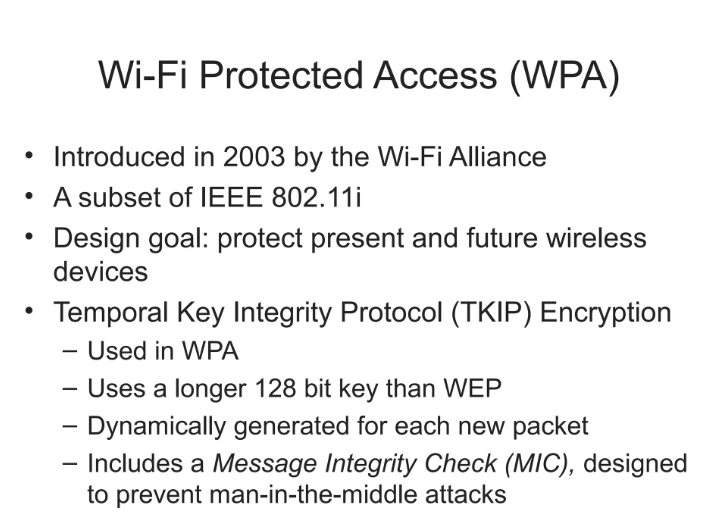 Wi-Fi Protected Access (WPA)
• Introduced in 2003 by the Wi-Fi Alliance
• A subset of IEEE 802.11i
• Design goal: protect present and future wireless
devices
• Temporal Key Integrity Protocol (TKIP) Encryption
– Used in WPA
– Uses a longer 128 bit key than WEP
– Dynamically generated for each new packet
– Includes a Message Integrity Check (MIC), designed
to prevent man-in-the-middle attacks